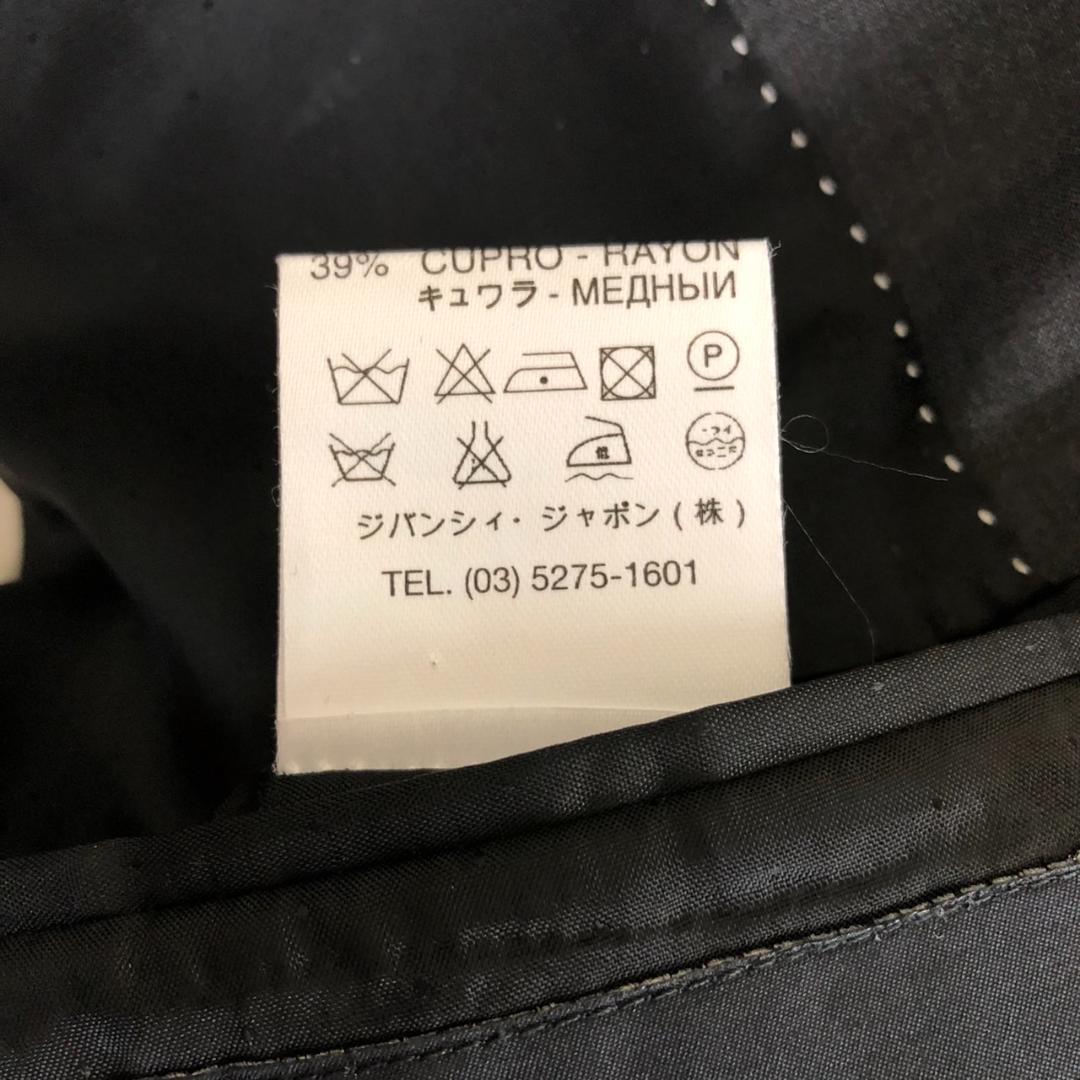 39% CUPRO - RAYON
キュワラ - МЕДНЫЙ
P
低
ジバンシィ・ジャポン (株)
TEL. (03) 5275-1601